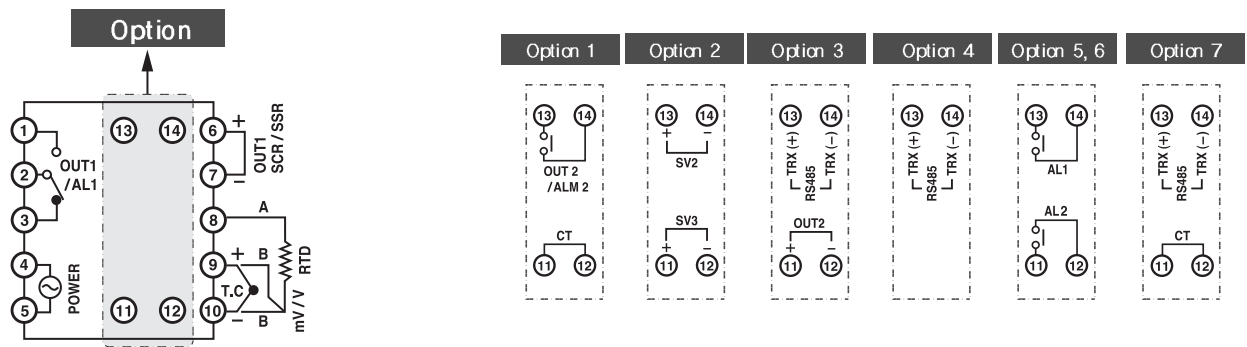 Option
1
2
3
4
5
OUT1
/AL1
POWER
13 14
11 12
6
7
8
9
10
+
−
OUT1
SCR / SSR
A
+
B
T.C
−
B
RTD
mV / V
Option 1
13 14
OUT 2
/ALM 2
CT
11 12
Option 2
13 14
+ −
SV2
SV3
+ −
11 12
Option 3
13 14
TRX (+)
RS485
TRX (−)
OUT2
+ −
11 12
Option 4
13 14
TRX (+)
RS485
TRX (−)
11 12
Option 5, 6
13 14
AL1
AL2
11 12
Option 7
13 14
TRX (+)
RS485
TRX (−)
CT
11 12